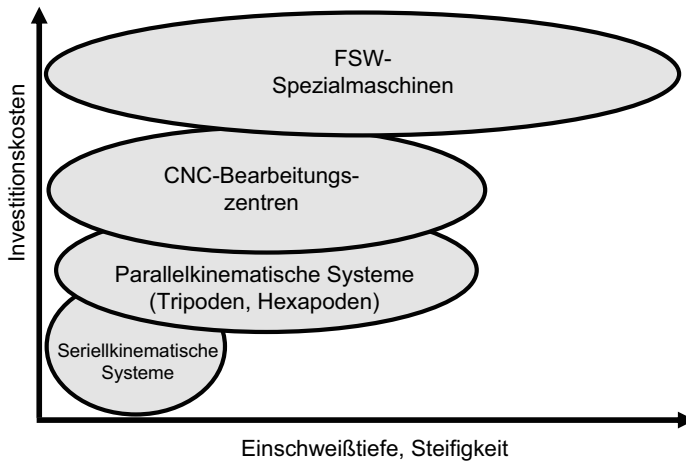 FSW-
Spezialmaschinen
CNC-Bearbeitungs-
zentren
Parallelkinematische Systeme
(Tripoden, Hexapoden)
Seriellkinematische
Systeme
Investitionskosten
Einschweißtiefe, Steifigkeit